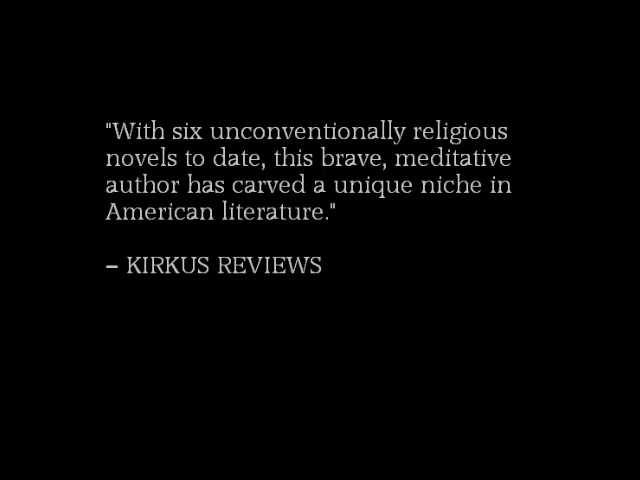 "With six unconventionally religious
novels to date, this brave, meditative
author has carved a unique niche in
American literature."
– KIRKUS REVIEWS